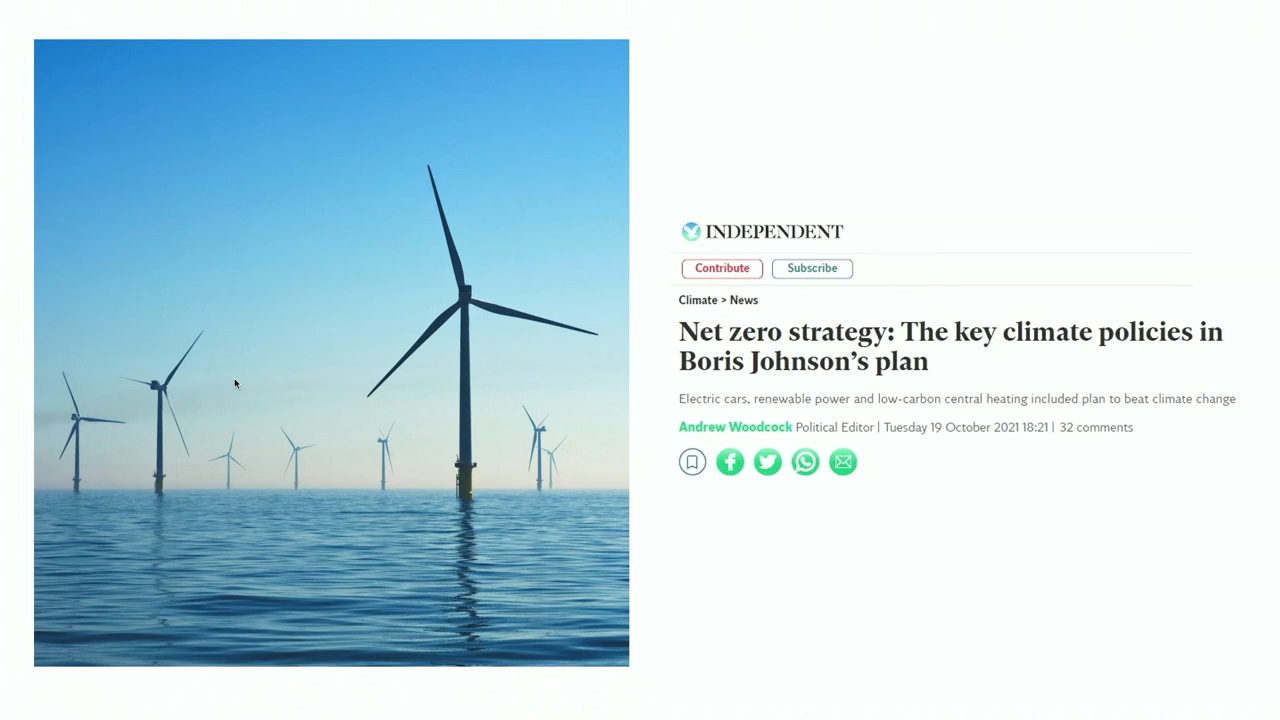 INDEPENDENT
Contribute Subscribe
Climate > News
Net zero strategy: The key climate policies in
Boris Johnson’s plan
Electric cars, renewable power and low-carbon central heating included plan to beat climate change
Andrew Woodcock Political Editor | Tuesday 19 October 2021 18:21 | 32 comments